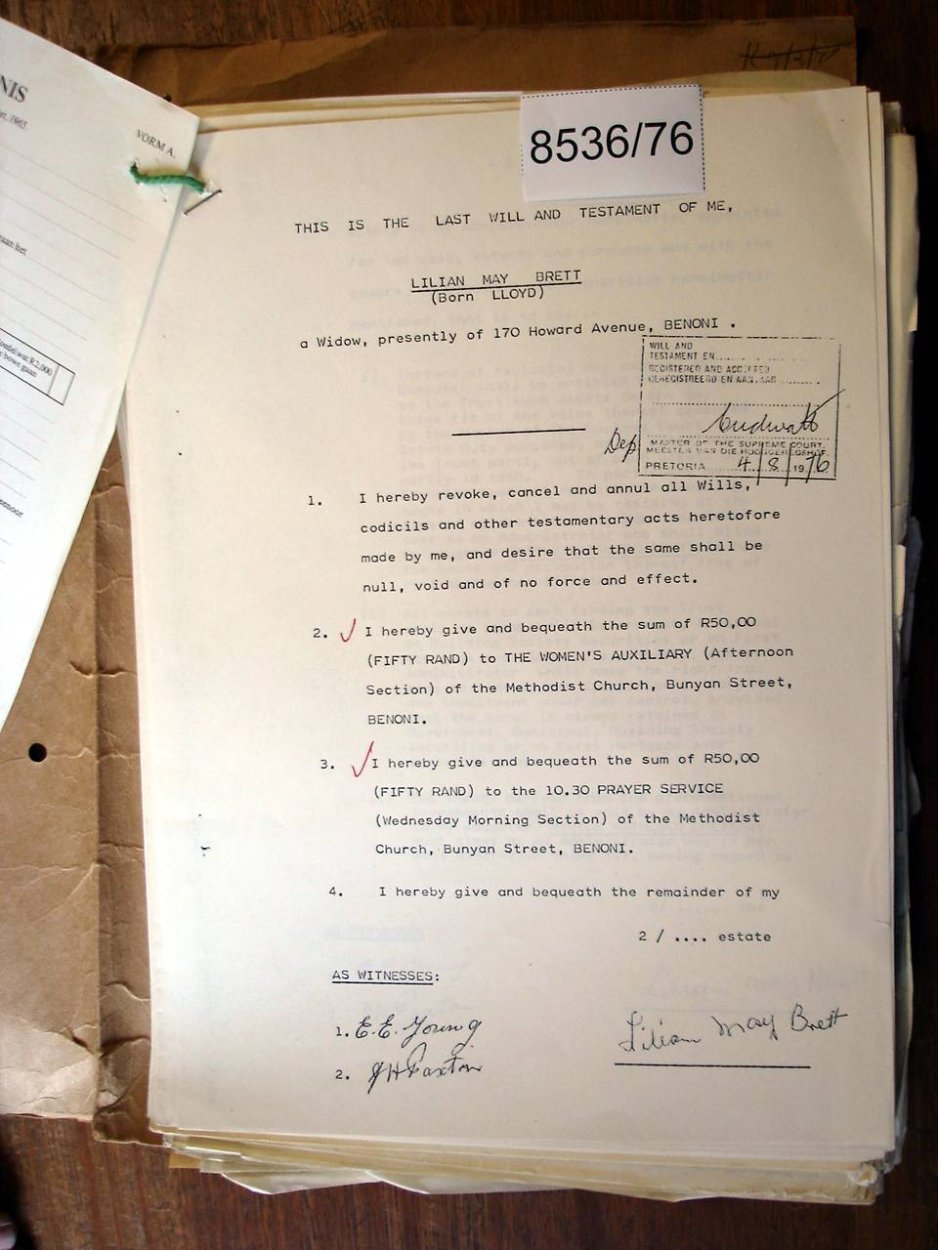 NIS
VORM A.
8536/76
THIS IS THE LAST WILL AND TESTAMENT OF ME,
LILIAN MAY BRETT
(Born LLOYD)
a Widow, presently of 170 Howard Avenue, BENONI .
WILL AND
TESTAMENT EN..............
REGISTERED AND ACCEPTED
GEREGISTREER EN AAN
Dep
MASTER OF THE SUPREME COURT.
MEESTER VAN DIE HOOGGEREGSHOF.
PRETORIA 4/8/1976
1. I hereby revoke, cancel and annul all Wills,
codicils and other testamentary acts heretofore
made by me, and desire that the same shall be
null, void and of no force and effect.
2. I hereby give and bequeath the sum of R50,00
(FIFTY RAND) to THE WOMEN'S AUXILIARY (Afternoon
Section) of the Methodist Church, Bunyan Street,
BENONI.
3. I hereby give and bequeath the sum of R50,00
(FIFTY RAND) to the 10.30 PRAYER SERVICE
(Wednesday Morning Section) of the Methodist
Church, Bunyan Street, BENONI.
4. I hereby give and bequeath the remainder of my
2 / .... estate
AS WITNESSES:
1. E.E. Young
2. JH Paxton
Lilian May Brett